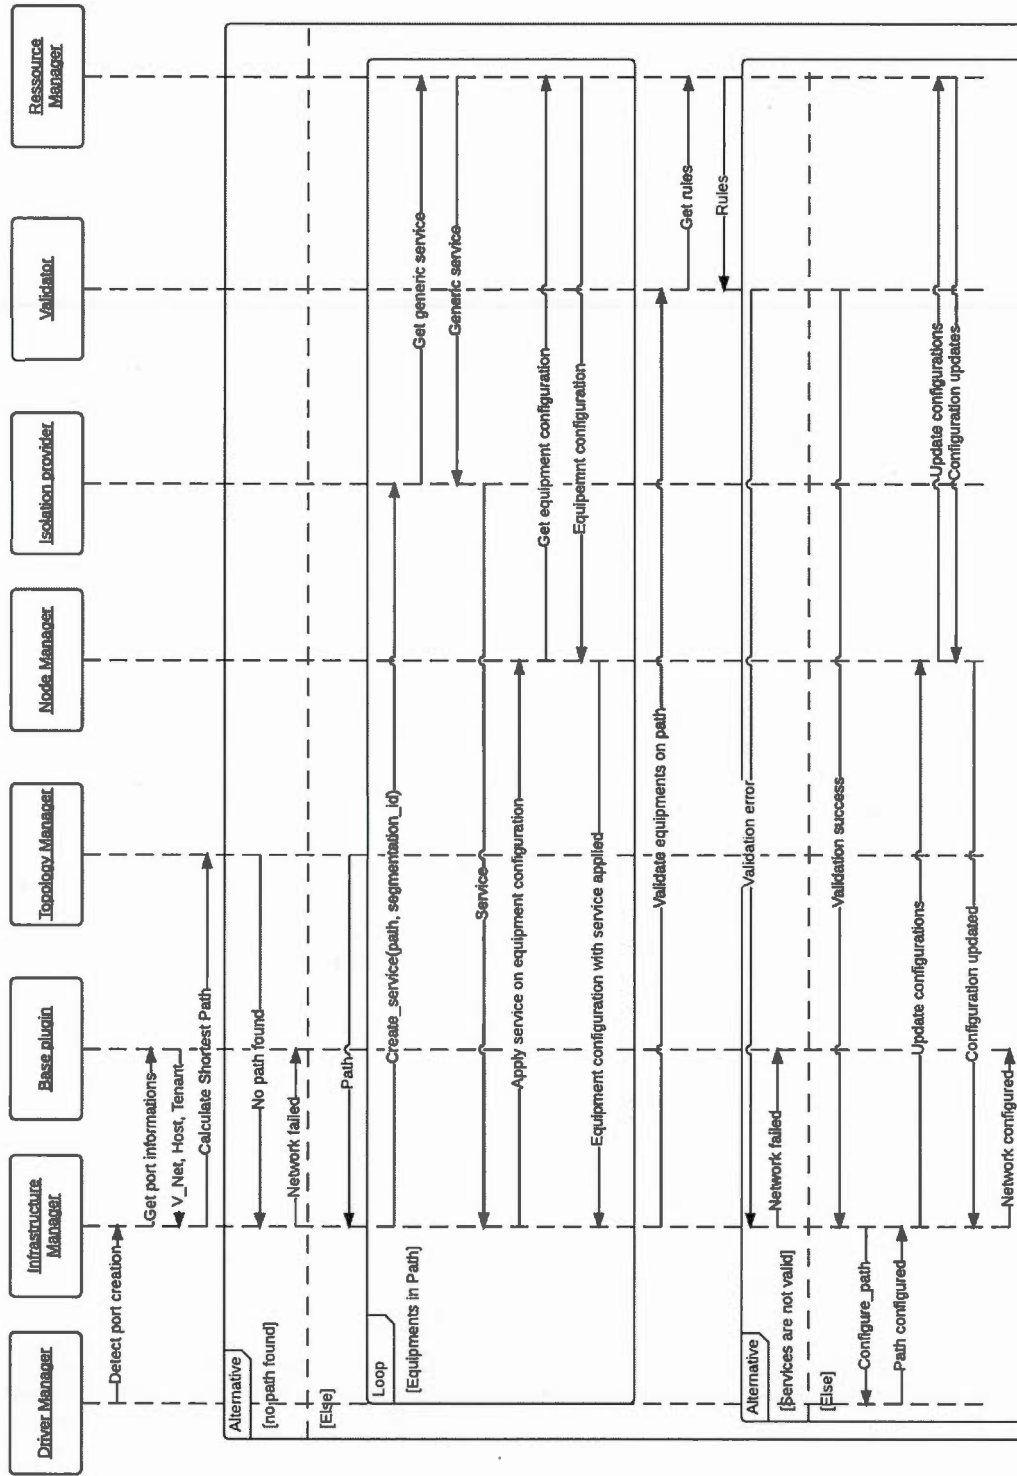 Driver Manager
Infrastructure
Manager
Base plugin
Topology Manager
Node Manager
Isolation provider
Validator
Ressource
Manager
Detect port creation
Get port informations
V_Net, Host, Tenant
Calculate Shortest Path
Alternative
[no path found]
No path found
Network failed
[Else]
Path
Loop
[Equipments in Path]
Create_service(path, segmentation_id)
Get generic service
Generic service
Service
Apply service on equipment configuration
Get equipment configuration
Equipemnt configuration
Equipment configuration with service applied
Validate equipments on path
Get rules
Rules
Alternative
[Services are not valid]
Validation error
Network failed
[Else]
Validation success
Configure_path
Path configured
Update configurations
Update configurations
Configuration updates
Configuration updated
Network configured